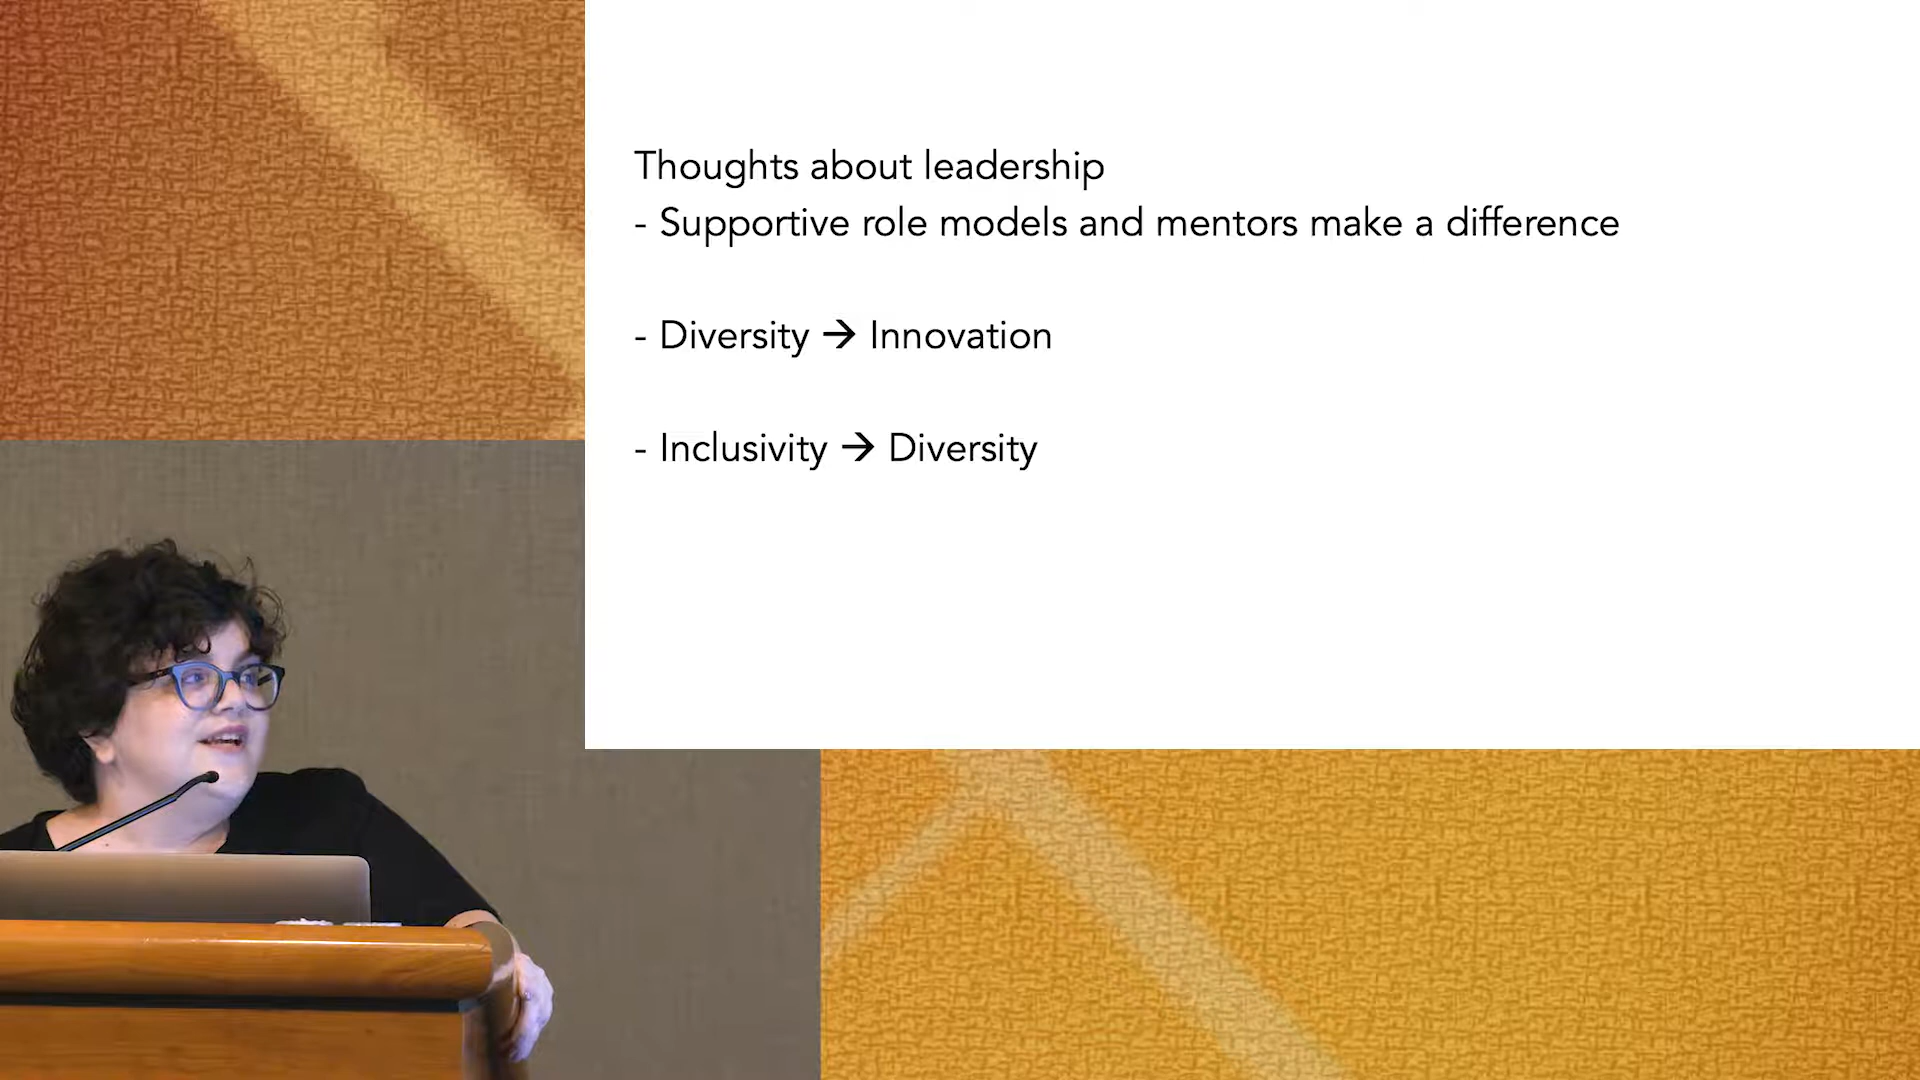 Thoughts about leadership
- Supportive role models and mentors make a difference
- Diversity → Innovation
- Inclusivity → Diversity